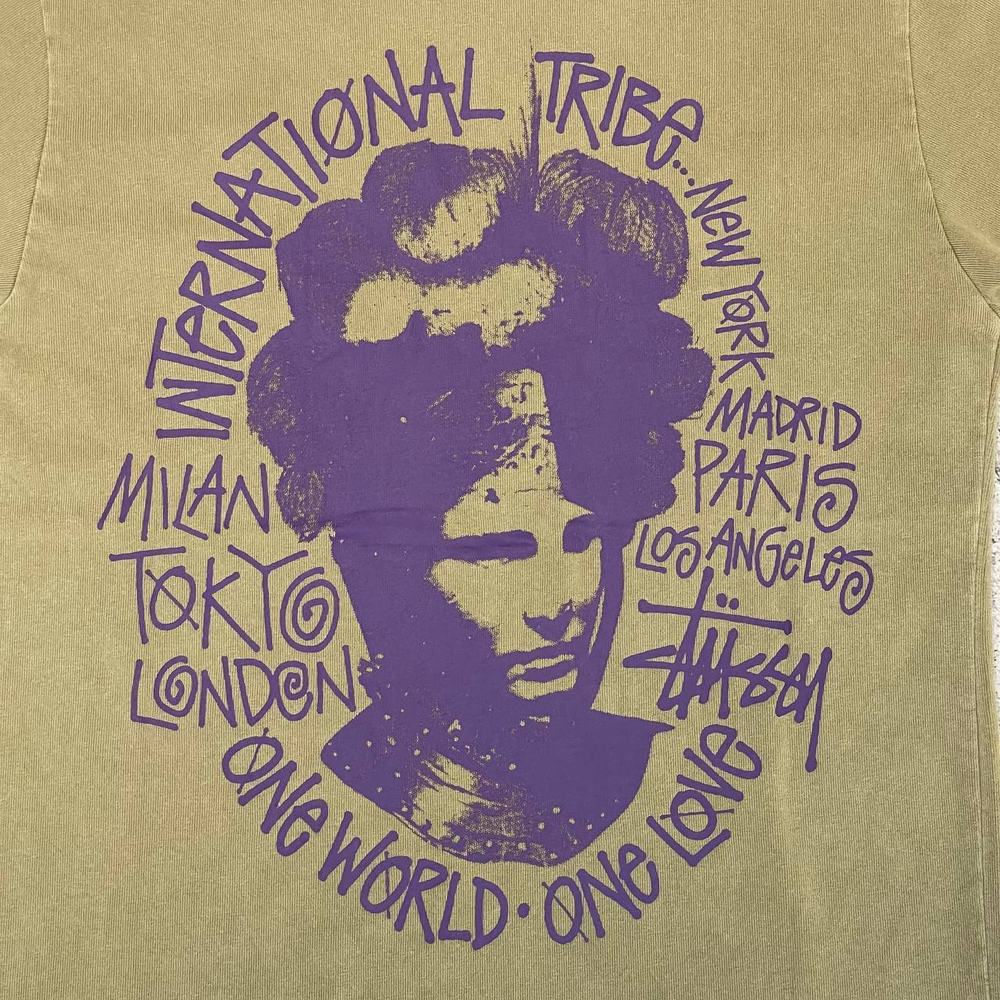 INTERNATIONAL TRIBE...NEW YORK
MADRID
PARIS
LOS ANGELES
Stüssy
MILAN
TOKYO
LONDON
ONE WORLD · ONE LOVE